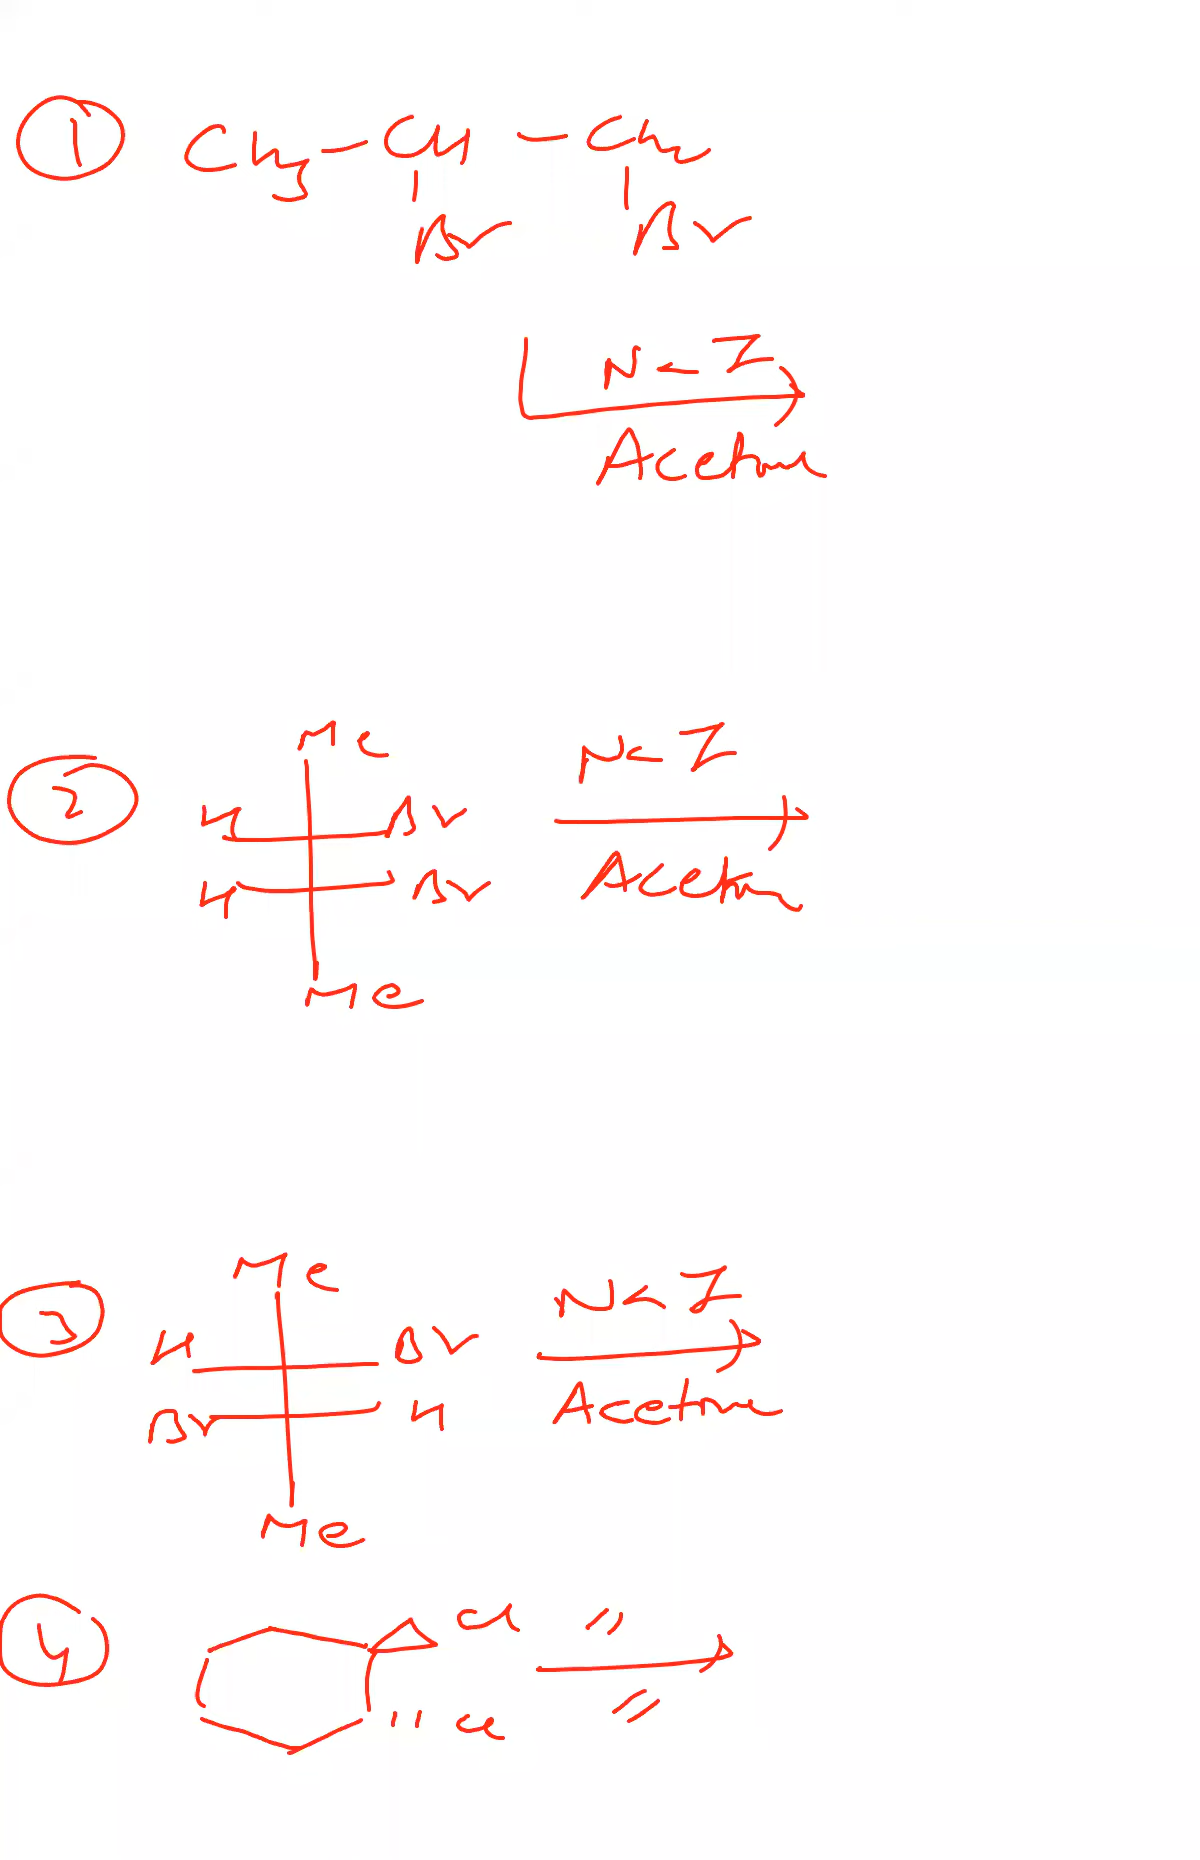 ① CH3 - CH - CH2
Br Br
NaI
Acetone
② Me
H Br NaI
H Br Aceton
Me
③ Me NaI
H Br
Br H Acetone
Me
④ Cl "
"Cl "